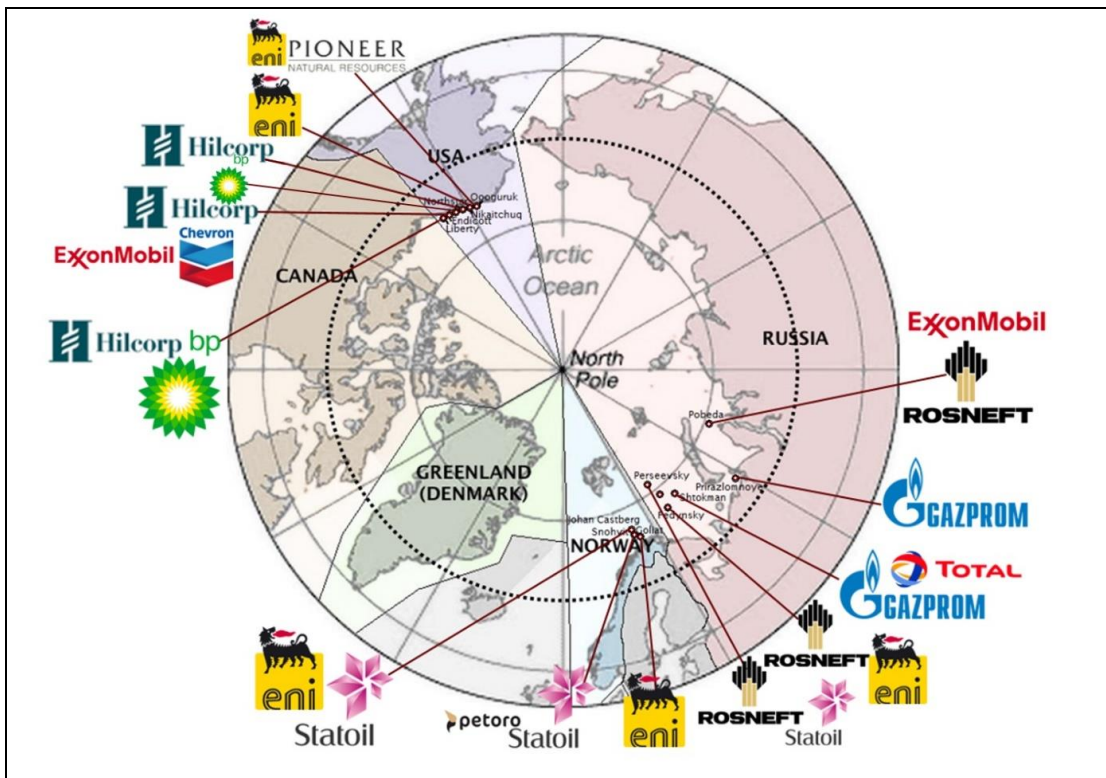 eni PIONEER
NATURAL RESOURCES
eni
Hilcorp
bp
Hilcorp
Chevron
ExxonMobil
Hilcorp bp
USA
Oooguruk
Nikaitchuq
Endicott
Liberty
CANADA
Arctic
Ocean
RUSSIA
North
Pole
ExxonMobil
ROSNEFT
Pobeda
GREENLAND
(DENMARK)
Perseevsky
Prirazlomnoye
Shtokman
Fedynsky
GAZPROM
Johan Castberg
Snohvit
Goliat
NORWAY
TOTAL
GAZPROM
ROSNEFT
eni
eni
Statoil
petoro
Statoil
eni
ROSNEFT
Statoil